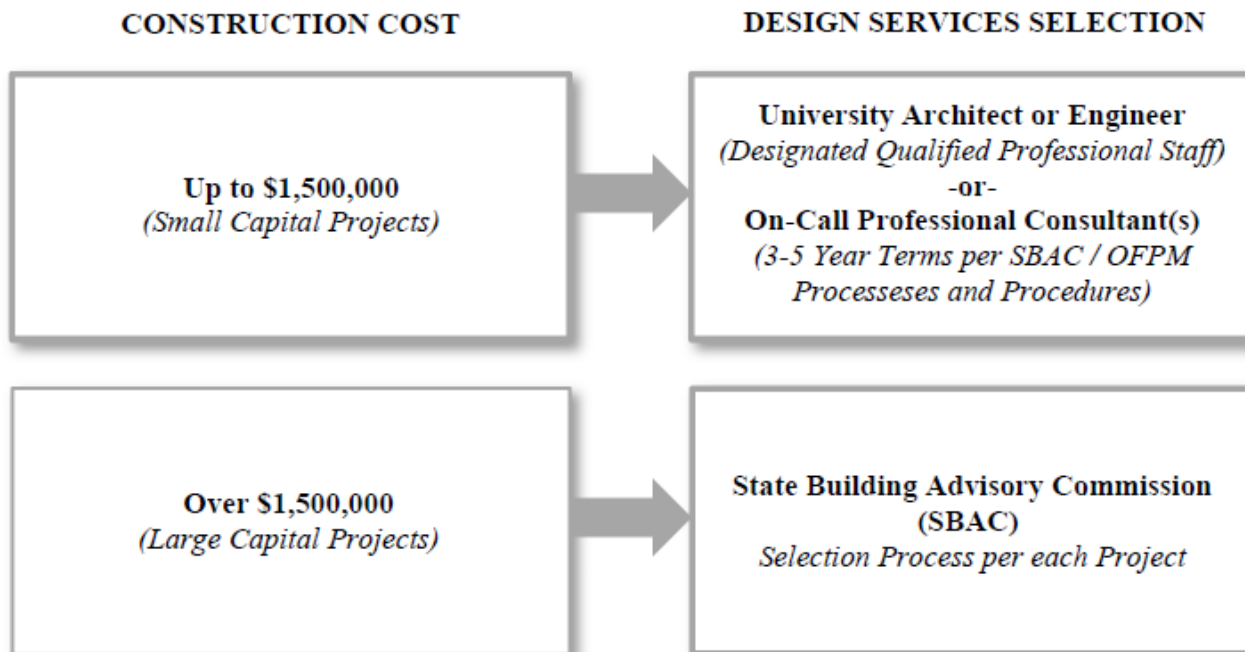 CONSTRUCTION COST
DESIGN SERVICES SELECTION
Up to $1,500,000
(Small Capital Projects)
University Architect or Engineer
(Designated Qualified Professional Staff)
-or-
On-Call Professional Consultant(s)
(3-5 Year Terms per SBAC / OFPM
Processeses and Procedures)
Over $1,500,000
(Large Capital Projects)
State Building Advisory Commission
(SBAC)
Selection Process per each Project